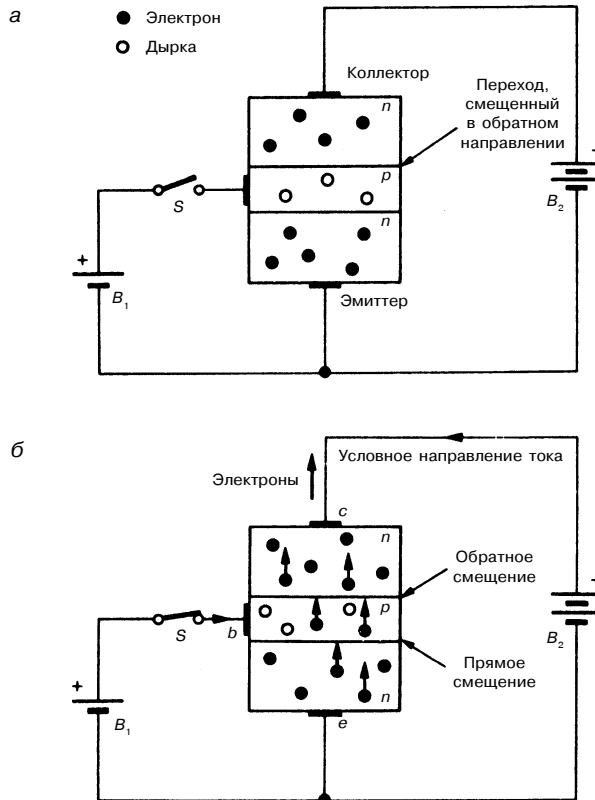 а
Электрон
Дырка
Коллектор
Переход,
смещенный
в обратном
направлении
n
p
n
S
+
B₁
+
B₂
Эмиттер
б
Условное направление тока
Электроны
c
n
Обратное
смещение
p
S
b
+
B₁
+
B₂
Прямое
смещение
n
e